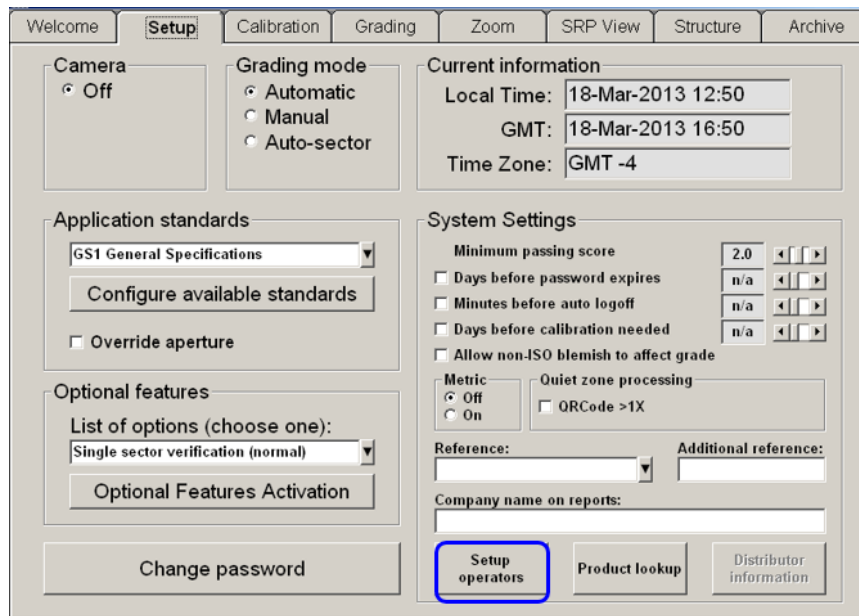 Welcome
Setup
Calibration
Grading
Zoom
SRP View
Structure
Archive
Camera
Off
Grading mode
Automatic
Manual
Auto-sector
Current information
Local Time: 18-Mar-2013 12:50
GMT: 18-Mar-2013 16:50
Time Zone: GMT -4
Application standards
GS1 General Specifications
Configure available standards
Override aperture
Optional features
List of options (choose one):
Single sector verification (normal)
Optional Features Activation
Change password
System Settings
Minimum passing score 2.0
Days before password expires n/a
Minutes before auto logoff n/a
Days before calibration needed n/a
Allow non-ISO blemish to affect grade
Metric
Off
On
Quiet zone processing
QRCode >1X
Reference:
Additional reference:
Company name on reports:
Setup
operators
Product lookup
Distributor
information